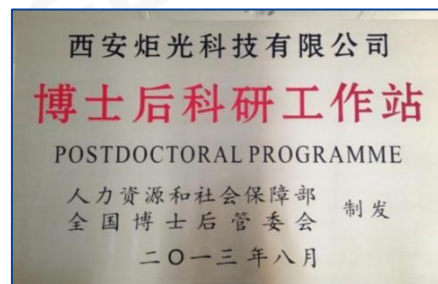 西安炬光科技有限公司
博士后科研工作站
POSTDOCTORAL PROGRAMME
人力资源和社会保障部
全国博士后管委会
制发
二〇一三年八月